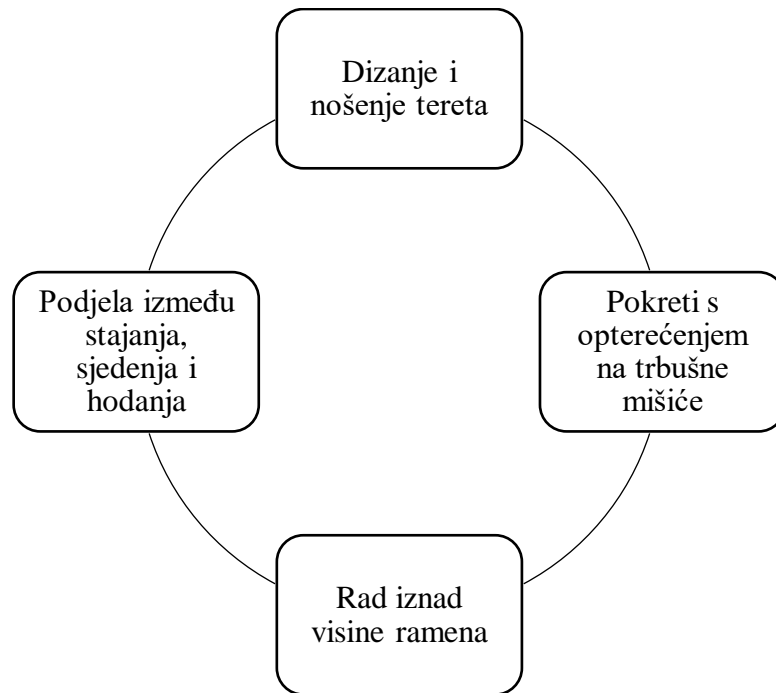 Dizanje i
nošenje tereta
Podjela između
stajanja,
sjedenja i
hodanja
Pokreti s
opterećenjem
na trbušne
mišiće
Rad iznad
visine ramena